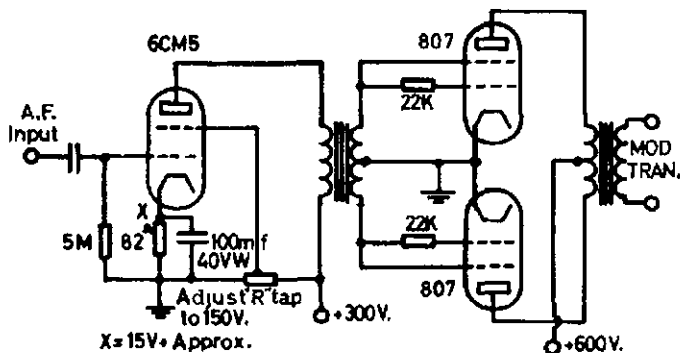 6CM5
807
A.F.
Input
22K
MOD
TRAN.
X
5M
82
100mf
40VW
22K
Adjust "R" tap
to 150V.
807
+300V.
X=15V+Approx.
+600V.